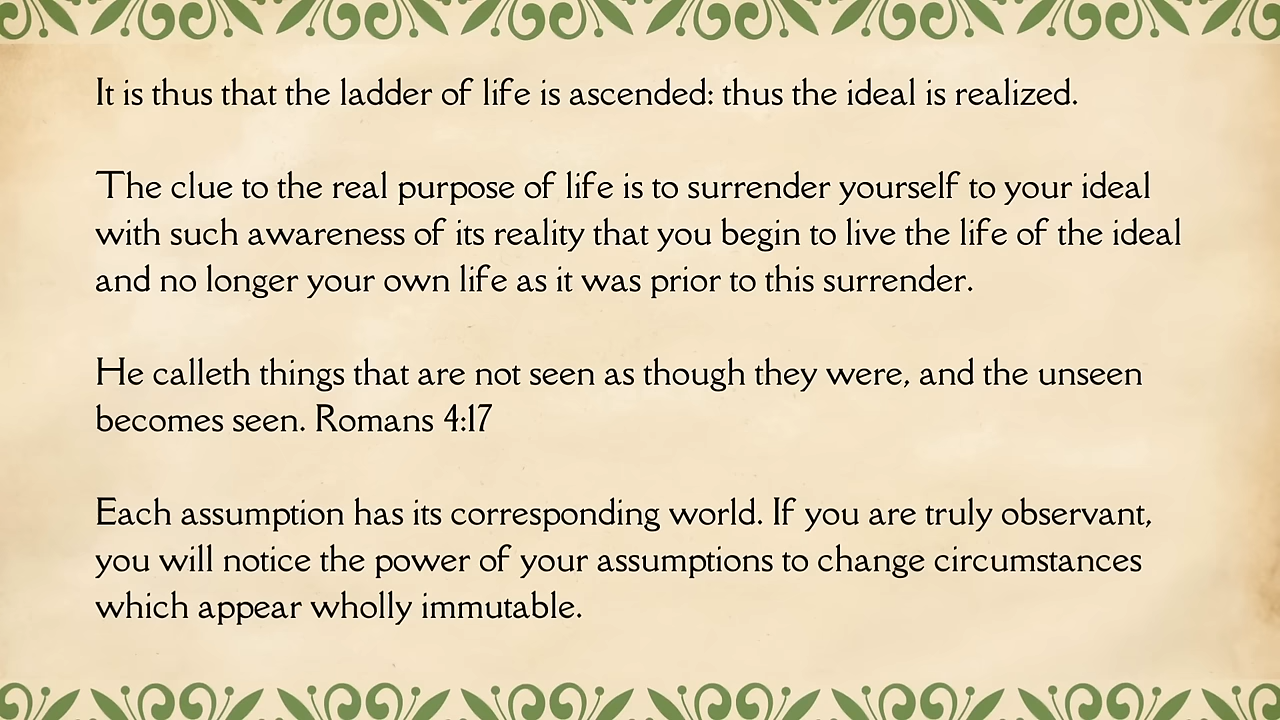 It is thus that the ladder of life is ascended: thus the ideal is realized.
The clue to the real purpose of life is to surrender yourself to your ideal
with such awareness of its reality that you begin to live the life of the ideal
and no longer your own life as it was prior to this surrender.
He calleth things that are not seen as though they were, and the unseen
becomes seen. Romans 4:17
Each assumption has its corresponding world. If you are truly observant,
you will notice the power of your assumptions to change circumstances
which appear wholly immutable.